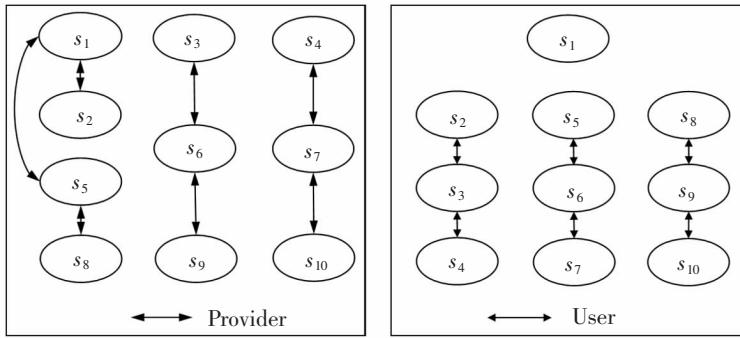 s1 s3 s4
s2
s6 s7
s5
s8 s9 s10
Provider
s1
s2 s5 s8
s3 s6 s9
s4 s7 s10
User